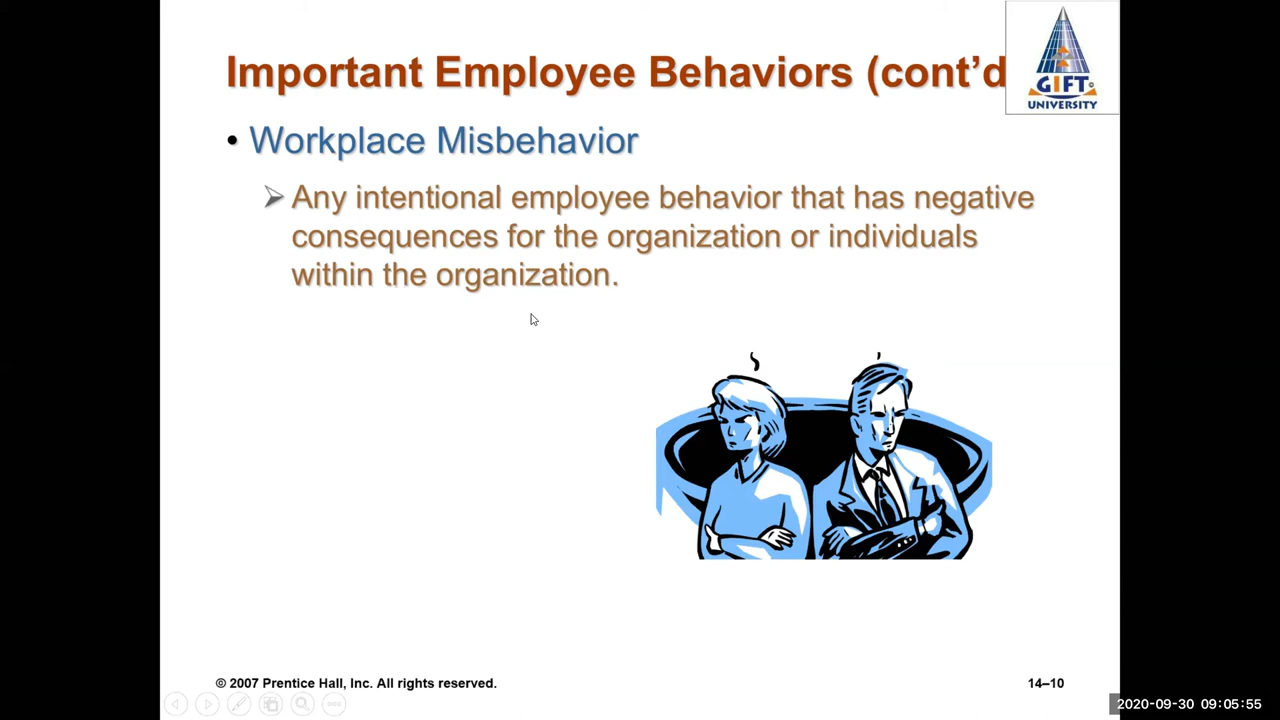 Important Employee Behaviors (cont’d
GIFT
UNIVERSITY
• Workplace Misbehavior
Any intentional employee behavior that has negative
consequences for the organization or individuals
within the organization.
© 2007 Prentice Hall, Inc. All rights reserved.
14–10
2020-09-30 09:05:55